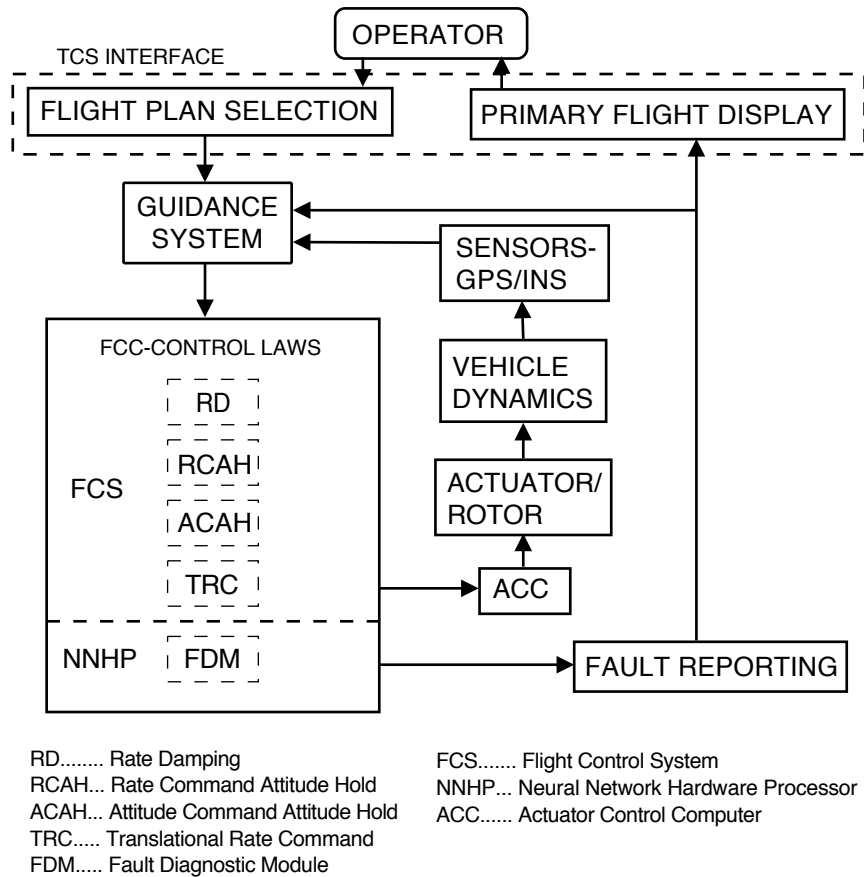 OPERATOR
TCS INTERFACE
FLIGHT PLAN SELECTION
PRIMARY FLIGHT DISPLAY
GUIDANCE
SYSTEM
SENSORS-
GPS/INS
FCC-CONTROL LAWS
VEHICLE
DYNAMICS
RD
RCAH
FCS
ACTUATOR/
ROTOR
ACAH
TRC
ACC
NNHP
FDM
FAULT REPORTING
RD........ Rate Damping
RCAH... Rate Command Attitude Hold
ACAH... Attitude Command Attitude Hold
TRC..... Translational Rate Command
FDM..... Fault Diagnostic Module
FCS....... Flight Control System
NNHP... Neural Network Hardware Processor
ACC...... Actuator Control Computer